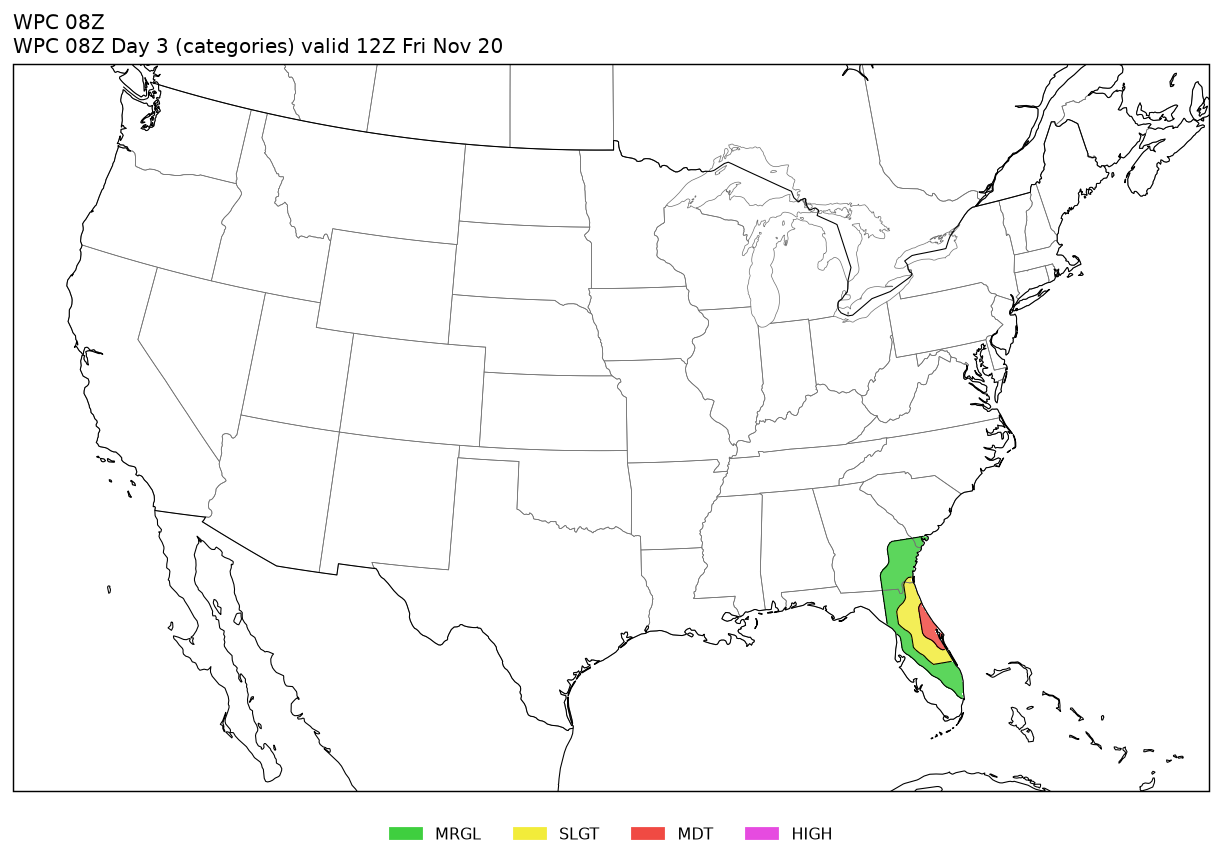 WPC 08Z
WPC 08Z Day 3 (categories) valid 12Z Fri Nov 20
MRGL SLGT MDT HIGH